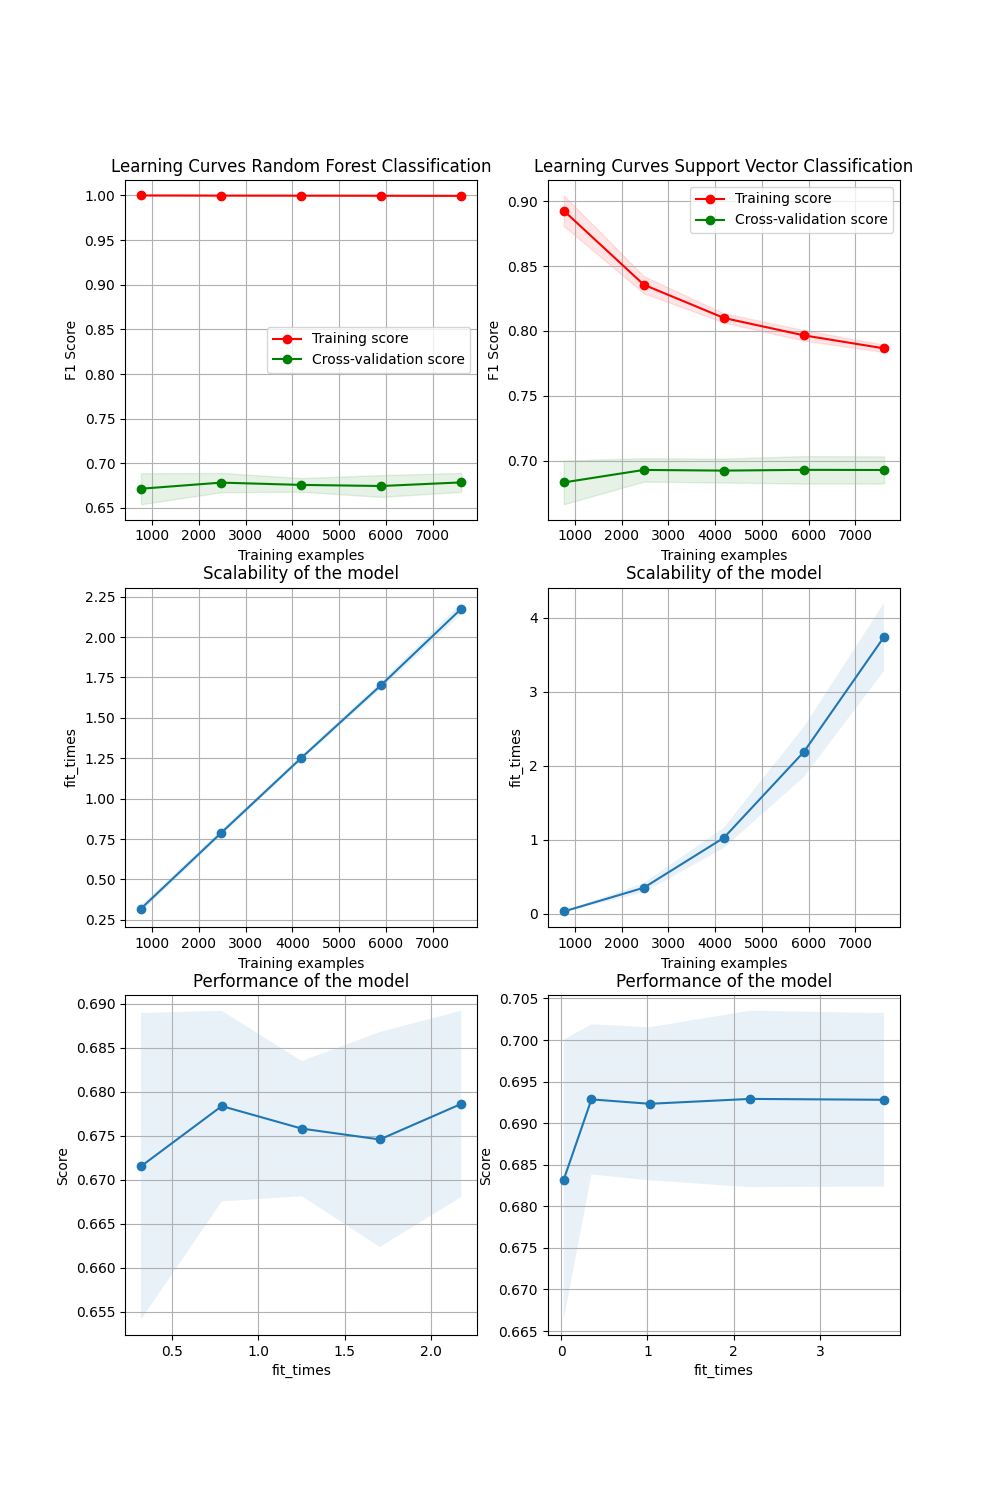 Learning Curves Random Forest Classification
1.00
0.95
0.90
0.85
0.80
0.75
0.70
0.65
F1 Score
Training score
Cross-validation score
1000 2000 3000 4000 5000 6000 7000
Training examples
Learning Curves Support Vector Classification
0.90
0.85
0.80
0.75
0.70
F1 Score
Training score
Cross-validation score
1000 2000 3000 4000 5000 6000 7000
Training examples
Scalability of the model
2.25
2.00
1.75
1.50
1.25
1.00
0.75
0.50
0.25
fit_times
1000 2000 3000 4000 5000 6000 7000
Training examples
Scalability of the model
4
3
2
1
0
fit_times
1000 2000 3000 4000 5000 6000 7000
Training examples
Performance of the model
0.690
0.685
0.680
0.675
0.670
0.665
0.660
0.655
Score
0.5 1.0 1.5 2.0
fit_times
Performance of the model
0.705
0.700
0.695
0.690
0.685
0.680
0.675
0.670
0.665
Score
0 1 2 3
fit_times